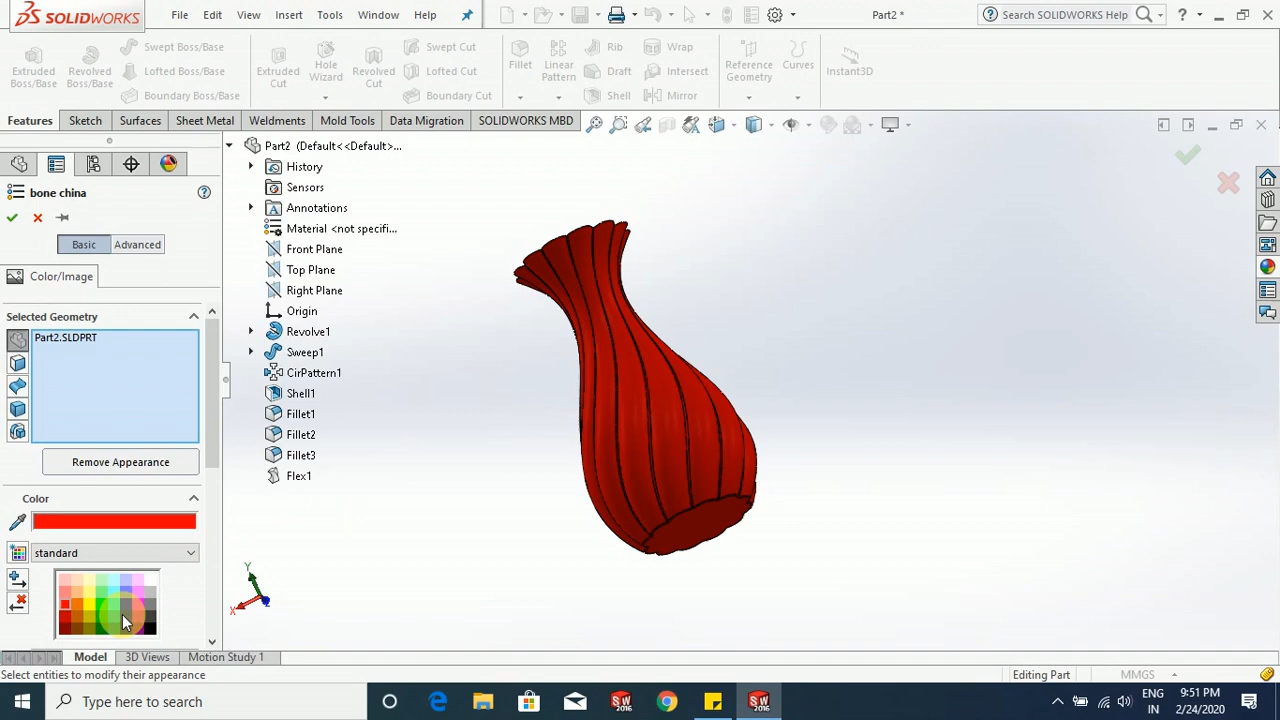 SOLIDWORKS File Edit View Insert Tools Window Help Part2 * Search SOLIDWORKS Help ?
Extruded Boss/Base Revolved Boss/Base Swept Boss/Base Lofted Boss/Base Boundary Boss/Base Extruded Cut Hole Wizard Revolved Cut Swept Cut Lofted Cut Boundary Cut Fillet Linear Pattern Rib Draft Shell Wrap Intersect Mirror Reference Geometry Curves Instant3D
Features Sketch Surfaces Sheet Metal Weldments Mold Tools Data Migration SOLIDWORKS MBD
Part2 (Default<<Default>...
History
Sensors
Annotations
Material <not specifi...
Front Plane
Top Plane
Right Plane
Origin
Revolve1
Sweep1
CirPattern1
Shell1
Fillet1
Fillet2
Fillet3
Flex1
bone china ?
Basic Advanced
Color/Image
Selected Geometry
Part2.SLDPRT
Remove Appearance
Color
standard
Y
X
Z
Model 3D Views Motion Study 1
Select entities to modify their appearance Editing Part MMGS
Type here to search SW 2016 SW 2016 ENG IN 9:51 PM 2/24/2020